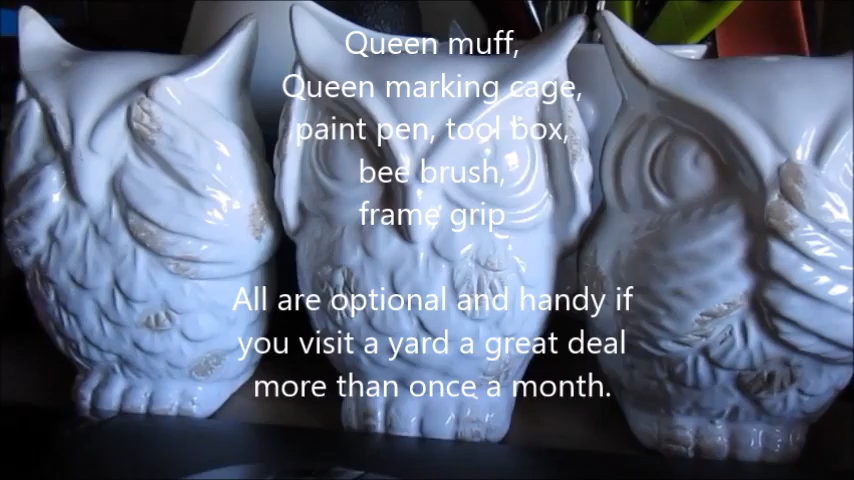 Queen muff,
Queen marking cage,
paint pen, tool box,
bee brush,
frame grip
All are optional and handy if
you visit a yard a great deal
more than once a month.